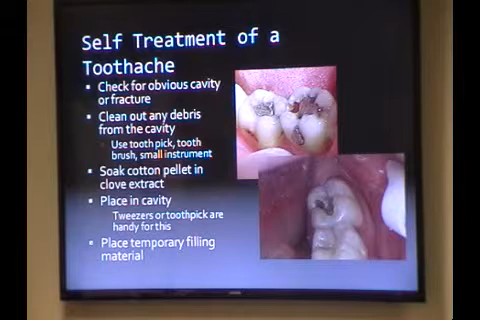 Self Treatment of a
Toothache
Check for obvious cavity
or fracture
Clean out any debris
from the cavity
Use tooth pick, tooth
brush, small instrument
Soak cotton pellet in
clove extract
Place in cavity
Tweezers or toothpick are
handy for this
Place temporary filling
material